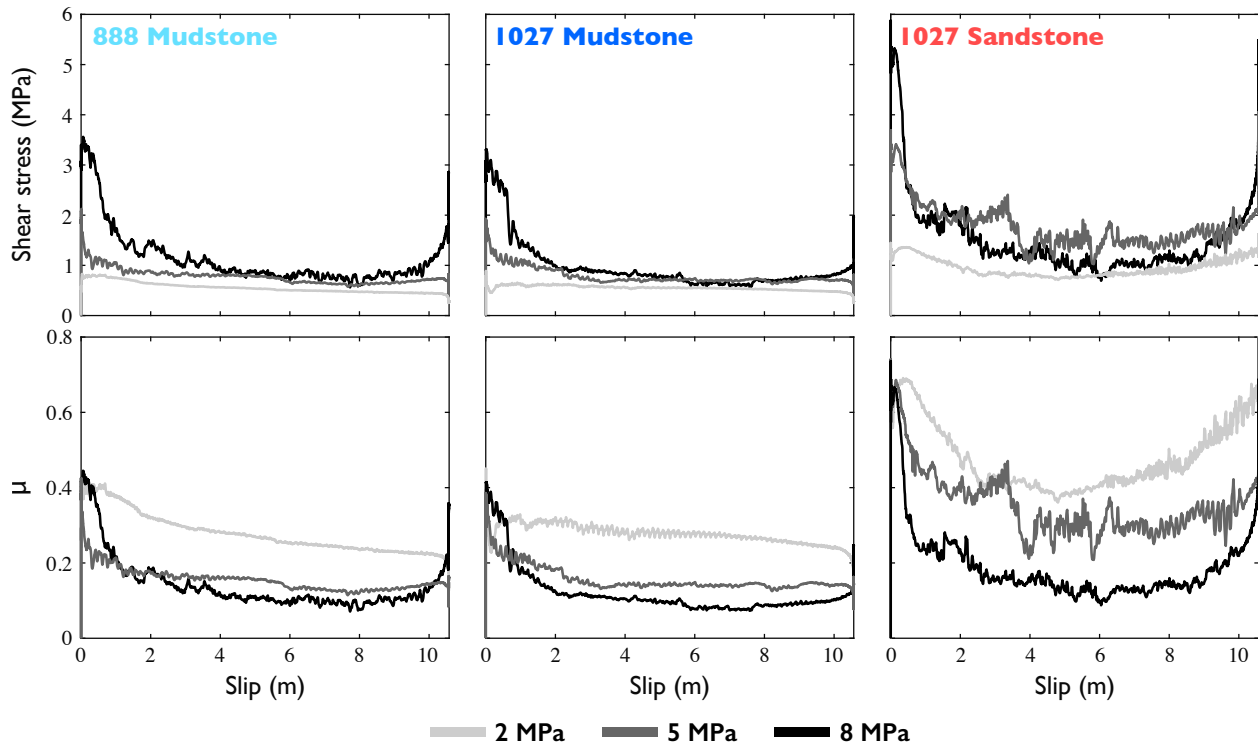 888 Mudstone
1027 Mudstone
1027 Sandstone
Shear stress (MPa)
6
5
4
3
2
1
0
μ
0.8
0.6
0.4
0.2
0
0 2 4 6 8 10
0 2 4 6 8 10
0 2 4 6 8 10
Slip (m)
Slip (m)
Slip (m)
2 MPa
5 MPa
8 MPa